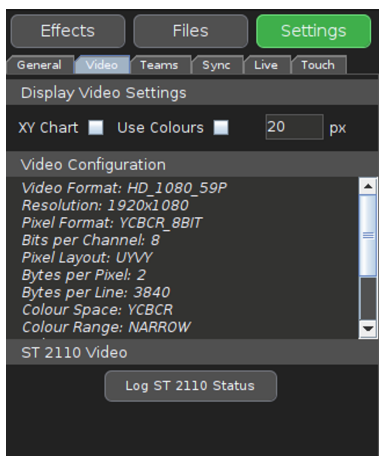 Effects Files Settings
General Video Teams Sync Live Touch
Display Video Settings
XY Chart Use Colours 20 px
Video Configuration
Video Format: HD_1080_59P
Resolution: 1920x1080
Pixel Format: YCBCR_8BIT
Bits per Channel: 8
Pixel Layout: UYVY
Bytes per Pixel: 2
Bytes per Line: 3840
Colour Space: YCBCR
Colour Range: NARROW
ST 2110 Video
Log ST 2110 Status